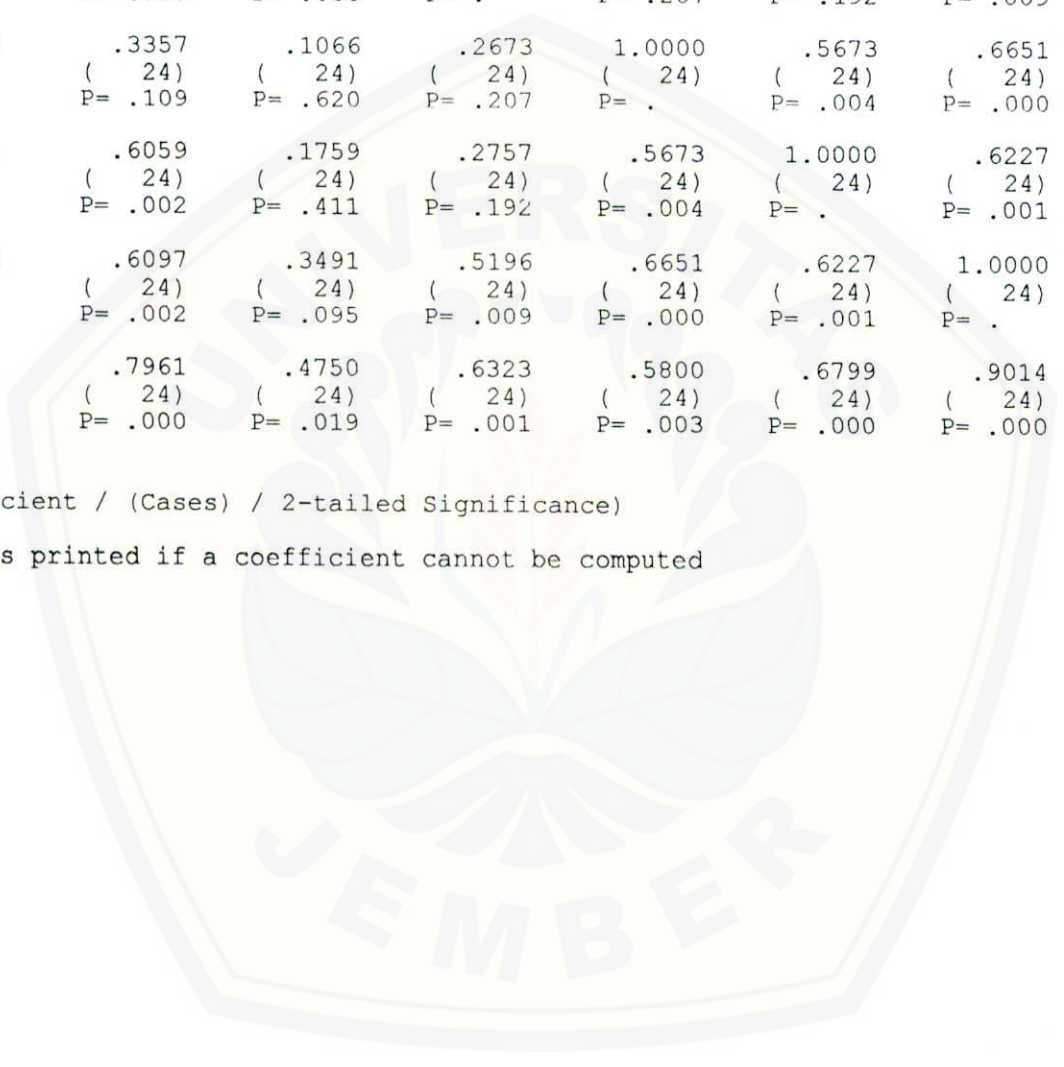 .3357 .1066 .2673 1.0000 .5673 .6651
( 24) ( 24) ( 24) ( 24) ( 24) ( 24)
P= .109 P= .620 P= .207 P= . P= .004 P= .000
.6059 .1759 .2757 .5673 1.0000 .6227
( 24) ( 24) ( 24) ( 24) ( 24) ( 24)
P= .002 P= .411 P= .192 P= .004 P= . P= .001
.6097 .3491 .5196 .6651 .6227 1.0000
( 24) ( 24) ( 24) ( 24) ( 24) ( 24)
P= .002 P= .095 P= .009 P= .000 P= .001 P= .
.7961 .4750 .6323 .5800 .6799 .9014
( 24) ( 24) ( 24) ( 24) ( 24) ( 24)
P= .000 P= .019 P= .001 P= .003 P= .000 P= .000
cient / (Cases) / 2-tailed Significance)
s printed if a coefficient cannot be computed
UNIVERSITAS
JEMBER